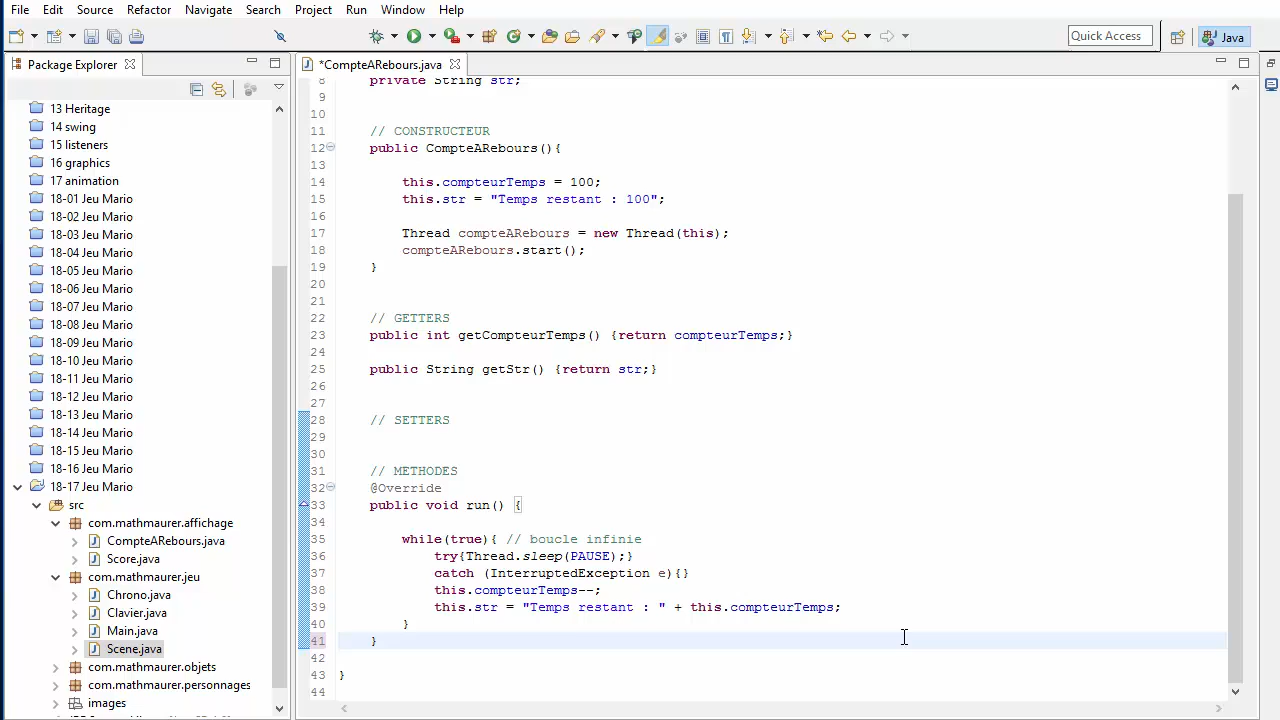 File Edit Source Refactor Navigate Search Project Run Window Help
Quick Access Java
Package Explorer
*CompteARebours.java
13 Heritage
14 swing
15 listeners
16 graphics
17 animation
18-01 Jeu Mario
18-02 Jeu Mario
18-03 Jeu Mario
18-04 Jeu Mario
18-05 Jeu Mario
18-06 Jeu Mario
18-07 Jeu Mario
18-08 Jeu Mario
18-09 Jeu Mario
18-10 Jeu Mario
18-11 Jeu Mario
18-12 Jeu Mario
18-13 Jeu Mario
18-14 Jeu Mario
18-15 Jeu Mario
18-16 Jeu Mario
18-17 Jeu Mario
src
com.mathmaurer.affichage
CompteARebours.java
Score.java
com.mathmaurer.jeu
Chrono.java
Clavier.java
Main.java
Scene.java
com.mathmaurer.objets
com.mathmaurer.personnages
images
8 private String str;
9
10
11 // CONSTRUCTEUR
12 public CompteARebours(){
13
14 this.compteurTemps = 100;
15 this.str = "Temps restant : 100";
16
17 Thread compteARebours = new Thread(this);
18 compteARebours.start();
19 }
20
21
22 // GETTERS
23 public int getCompteurTemps() {return compteurTemps;}
24
25 public String getStr() {return str;}
26
27
28 // SETTERS
29
30
31 // METHODES
32 @Override
33 public void run() {
34
35 while(true){ // boucle infinie
36 try{Thread.sleep(PAUSE);}
37 catch (InterruptedException e){}
38 this.compteurTemps--;
39 this.str = "Temps restant : " + this.compteurTemps;
40 }
41 }
42
43 }
44